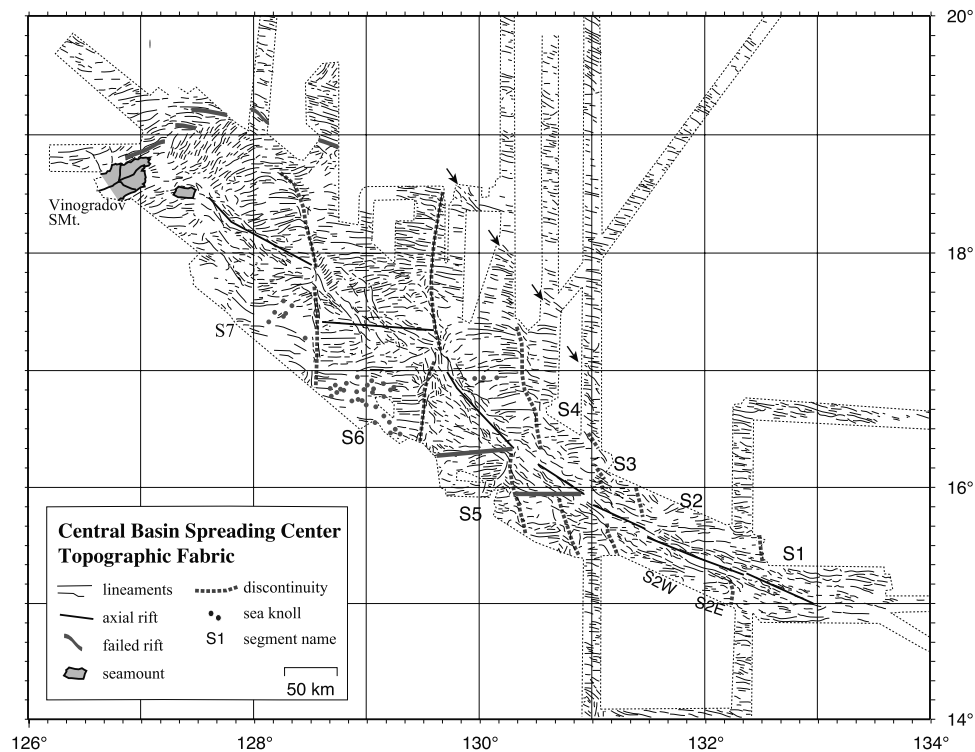 20°
Vinogradov
SMt.
18°
S7
S4
S6
S3
16°
S2
S5
Central Basin Spreading Center
Topographic Fabric
S1
lineaments
discontinuity
S2W
axial rift
sea knoll
S2E
failed rift
S1 segment name
seamount
50 km
14°
126°
128°
130°
132°
134°